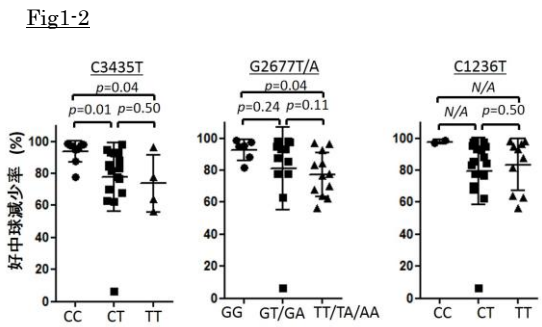 Fig1-2
C3435T
G2677T/A
C1236T
p=0.04
p=0.04
N/A
p=0.01
p=0.50
p=0.24
p=0.11
N/A
p=0.50
好中球減少率 (%)
100
80
60
40
20
0
CC
CT
TT
100
80
60
40
20
0
GG
GT/GA
TT/TA/AA
100
80
60
40
20
0
CC
CT
TT